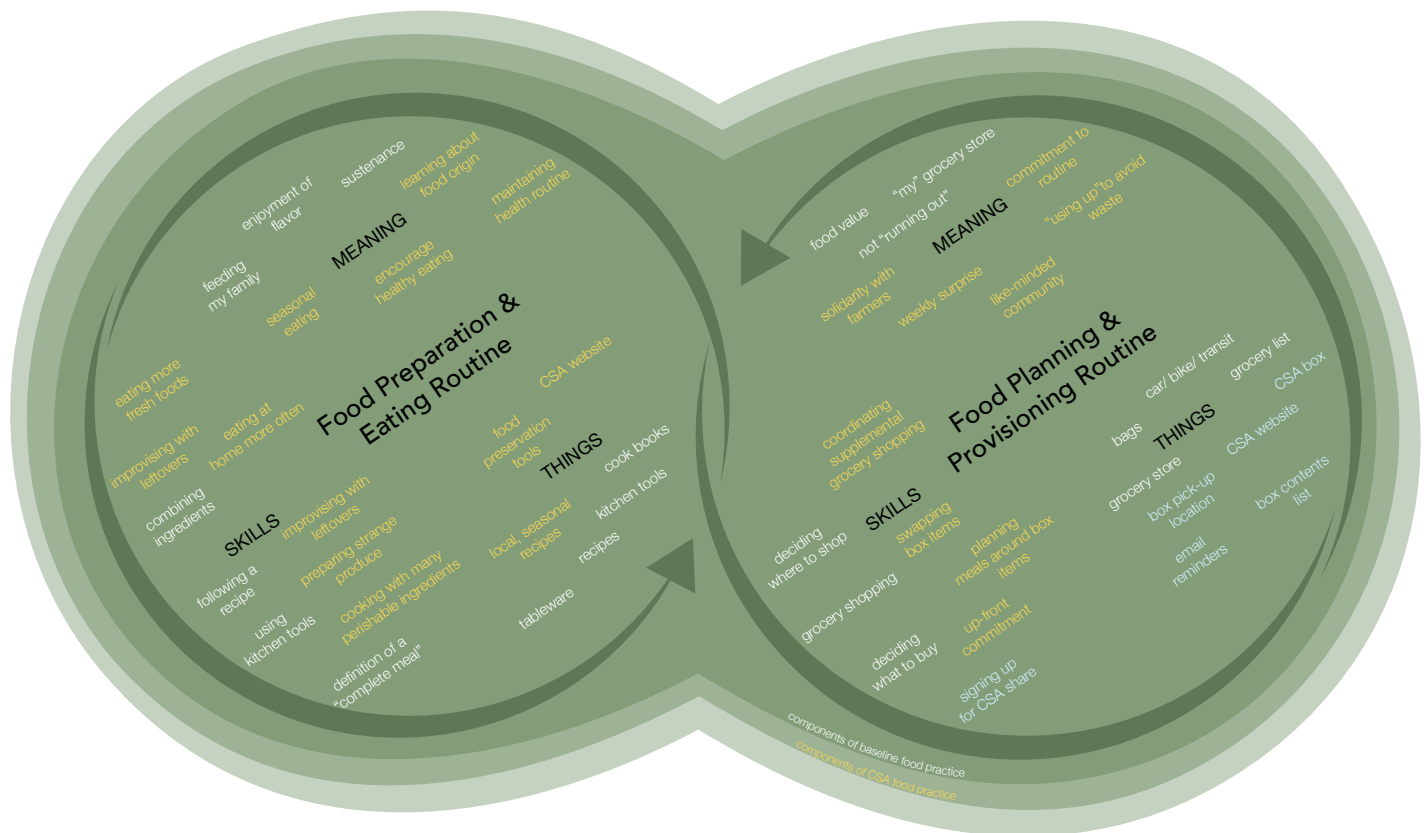 enjoyment of
flavor
sustenance
learning about
food origin
maintaining
health routine
MEANING
feeding
my family
seasonal
eating
encourage
healthy eating
Food Preparation &
Eating Routine
eating more
fresh foods
eating at
home more often
improvising with
leftovers
combining
ingredients
SKILLS
improvising with
leftovers
preparing strange
produce
following a
recipe
using
kitchen tools
cooking with many
perishable ingredients
definition of a
“complete meal”
CSA website
food
preservation
tools
THINGS
cook books
kitchen tools
local, seasonal
recipes
recipes
tableware
food value
“my” grocery store
not “running out”
commitment to
routine
“using up”to avoid
waste
MEANING
solidarity with
farmers
weekly surprise
like-minded
community
Food Planning &
Provisioning Routine
coordinating
supplemental
grocery shopping
SKILLS
deciding
where to shop
swapping
box items
planning
meals around box
items
grocery shopping
deciding
what to buy
up-front
commitment
signing up
for CSA share
car/ bike/ transit
grocery list
CSA box
bags
THINGS
CSA website
grocery store
box pick-up
location
box contents
list
email
reminders
components of baseline food practice
components of CSA food practice